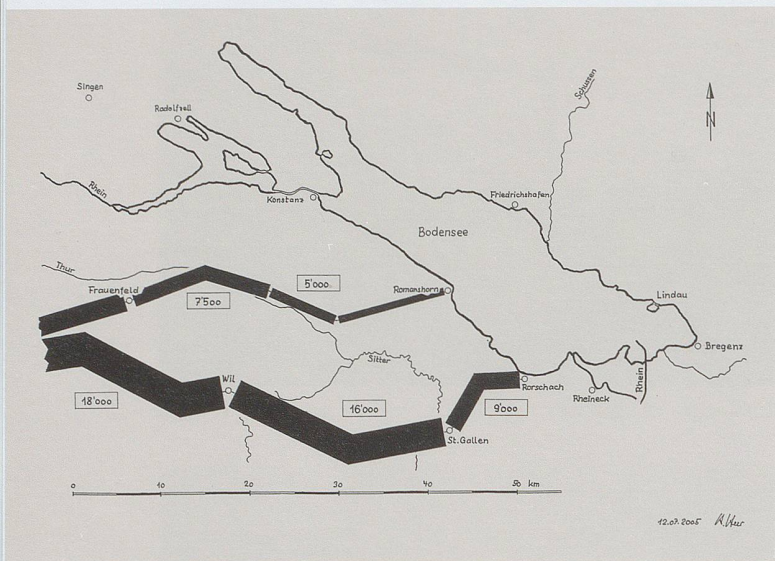 Singen
Radolfzell
Schussen
N
Rhein
Konstanz
Friedrichshafen
Bodensee
Thur
5'000
Frauenfeld
7'500
Romanshorn
Lindau
Bregenz
Sitter
Wil
Rhein
Rorschach
Rheineck
18'000
16'000
9'000
St.Gallen
0 10 20 30 40 50 km
12.07.2005